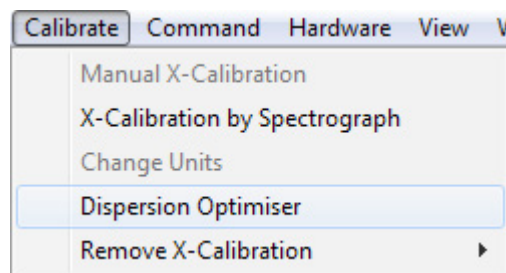 Calibrate Command Hardware View
Manual X-Calibration
X-Calibration by Spectrograph
Change Units
Dispersion Optimiser
Remove X-Calibration